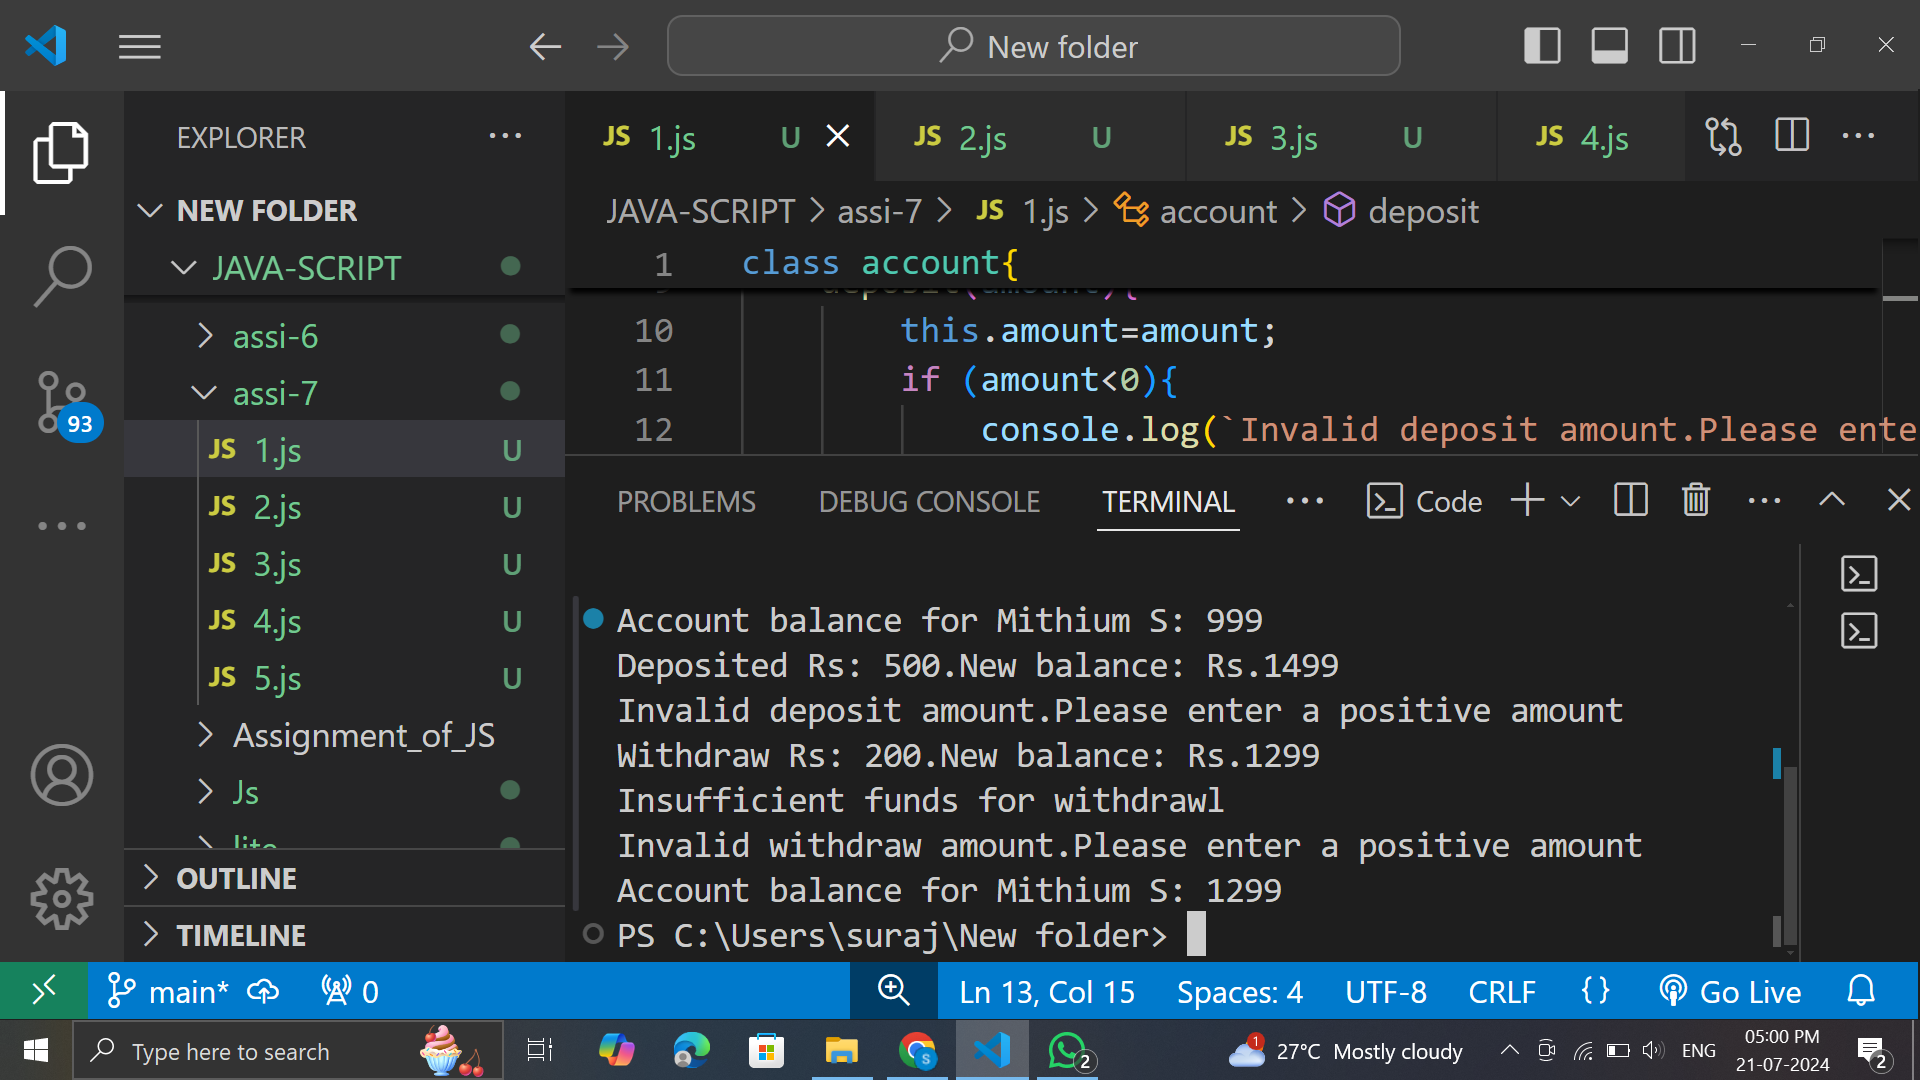 New folder
EXPLORER
NEW FOLDER
JAVA-SCRIPT
assi-6
assi-7
JS 1.js U
JS 2.js U
JS 3.js U
JS 4.js U
JS 5.js U
Assignment_of_JS
Js
lite
OUTLINE
TIMELINE
93
JS 1.js U JS 2.js U JS 3.js U JS 4.js
JAVA-SCRIPT > assi-7 > JS 1.js > account > deposit
1 class account{
deposit(amount){
10 this.amount=amount;
11 if (amount<0){
12 console.log(`Invalid deposit amount.Please ente
PROBLEMS DEBUG CONSOLE TERMINAL Code
Account balance for Mithium S: 999
Deposited Rs: 500.New balance: Rs.1499
Invalid deposit amount.Please enter a positive amount
Withdraw Rs: 200.New balance: Rs.1299
Insufficient funds for withdrawl
Invalid withdraw amount.Please enter a positive amount
Account balance for Mithium S: 1299
PS C:\Users\suraj\New folder>
main* 0 Ln 13, Col 15 Spaces: 4 UTF-8 CRLF {} Go Live
Type here to search S 2 1 27°C Mostly cloudy ENG 05:00 PM
21-07-2024 2